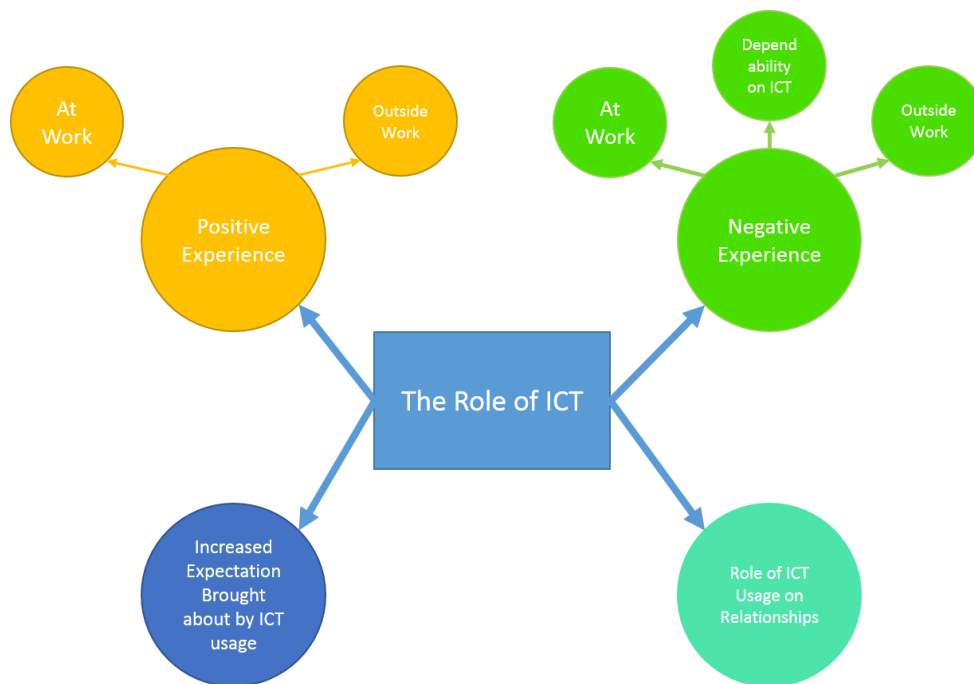 At
Work
Outside
Work
Positive
Experience
Depend
ability
on ICT
At
Work
Outside
Work
Negative
Experience
The Role of ICT
Increased
Expectation
Brought
about by ICT
usage
Role of ICT
Usage on
Relationships